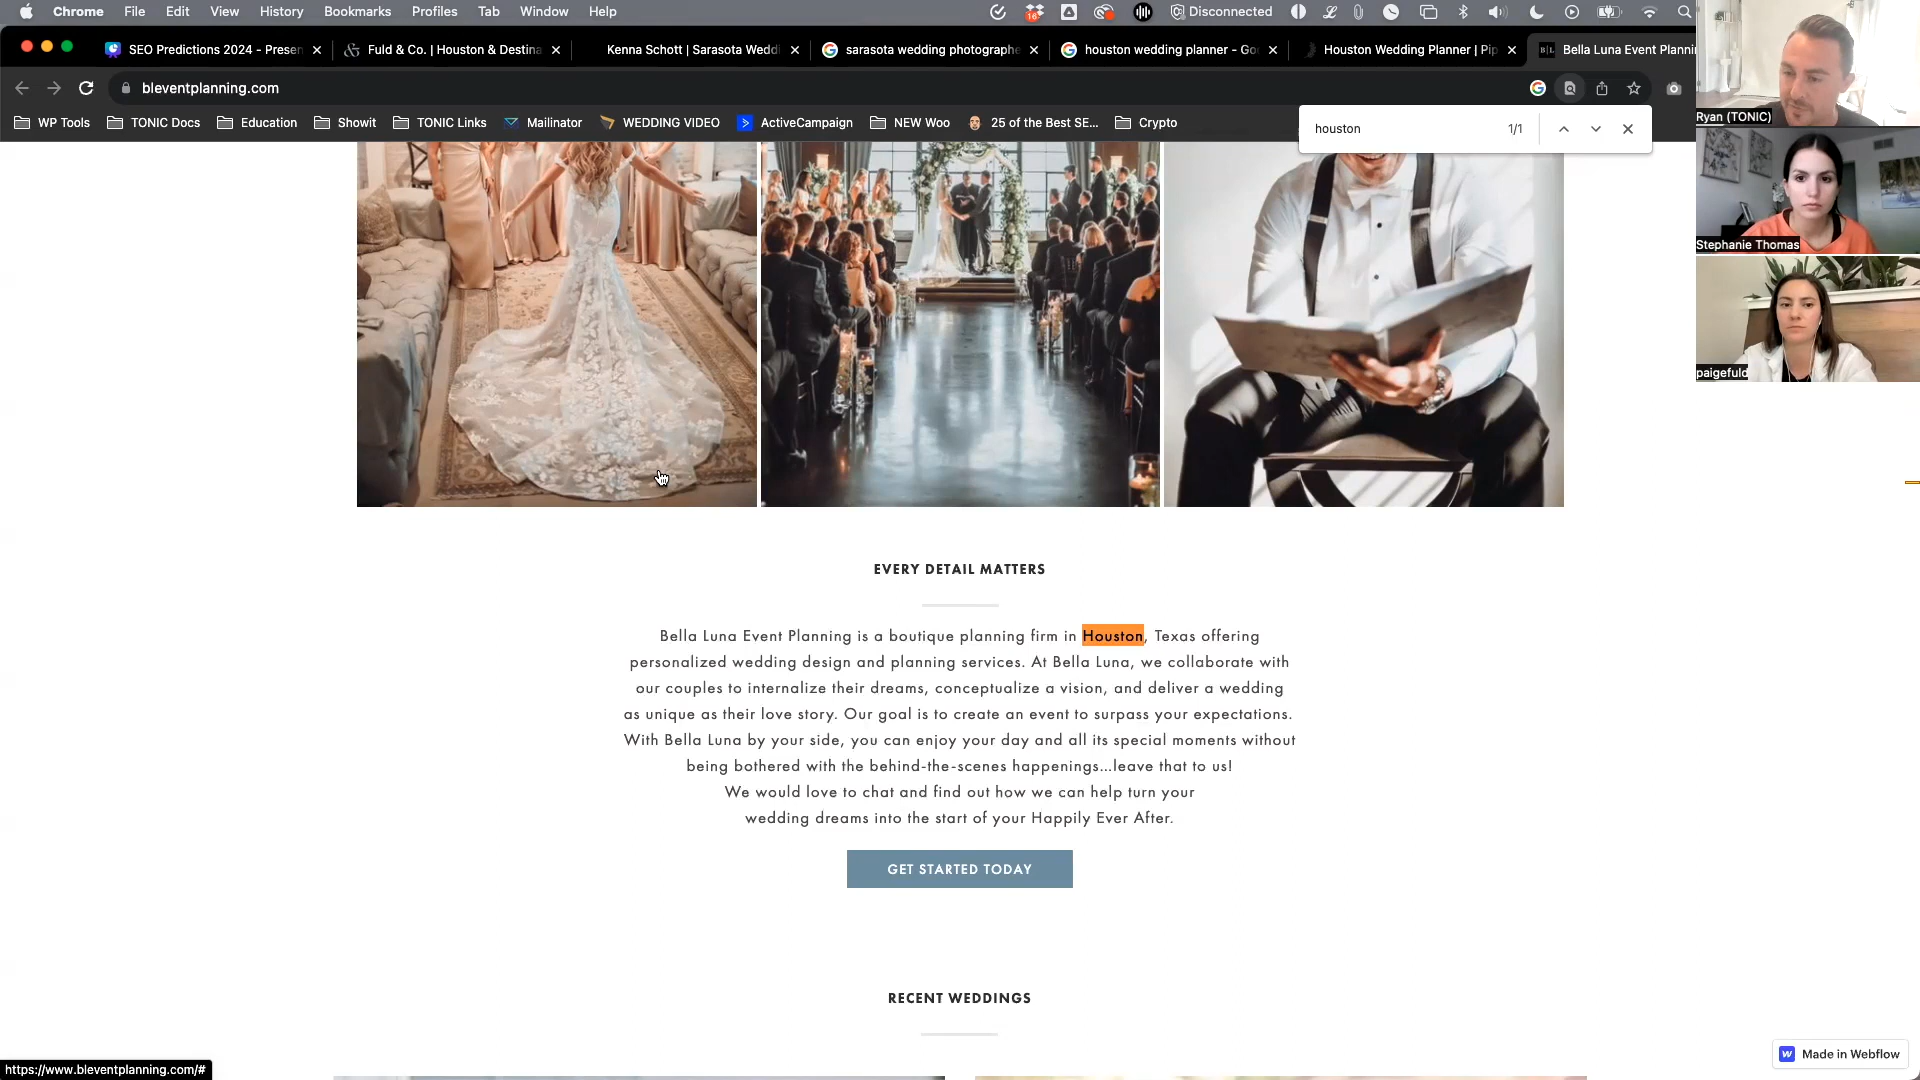 Chrome File Edit View History Bookmarks Profiles Tab Window Help
16
Disconnected
SEO Predictions 2024 - Presen
Fuld & Co. | Houston & Destina
Kenna Schott | Sarasota Weddi
sarasota wedding photographe
houston wedding planner - Go
Houston Wedding Planner | Pip
B|L
Bella Luna Event Plannin
bleventplanning.com
WP Tools
TONIC Docs
Education
Showit
TONIC Links
Mailinator
WEDDING VIDEO
ActiveCampaign
NEW Woo
25 of the Best SE...
Crypto
houston
1/1
Ryan (TONIC)
Stephanie Thomas
paigefuld
EVERY DETAIL MATTERS
Bella Luna Event Planning is a boutique planning firm in Houston, Texas offering
personalized wedding design and planning services. At Bella Luna, we collaborate with
our couples to internalize their dreams, conceptualize a vision, and deliver a wedding
as unique as their love story. Our goal is to create an event to surpass your expectations.
With Bella Luna by your side, you can enjoy your day and all its special moments without
being bothered with the behind-the-scenes happenings...leave that to us!
We would love to chat and find out how we can help turn your
wedding dreams into the start of your Happily Ever After.
GET STARTED TODAY
RECENT WEDDINGS
Made in Webflow
https://www.bleventplanning.com/#